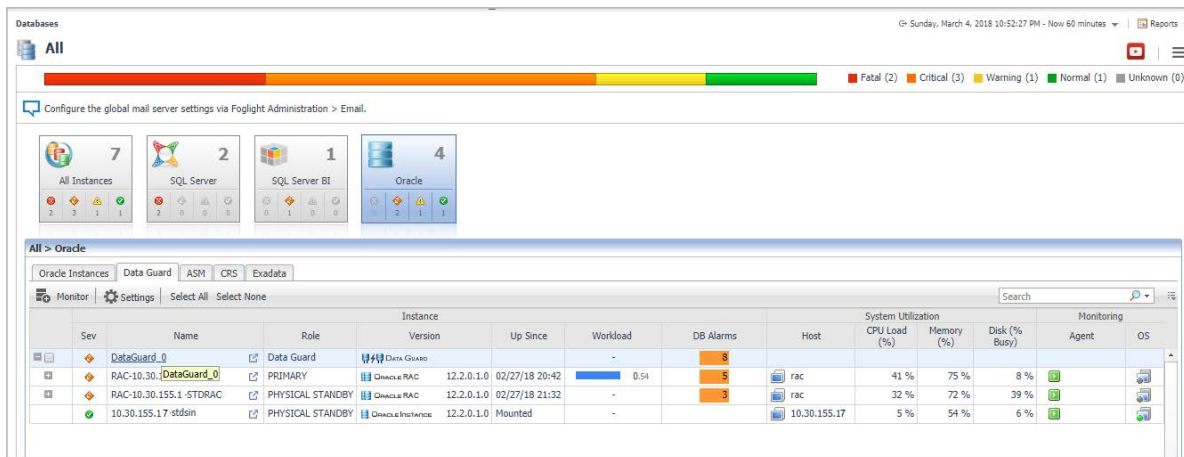 Databases
Sunday, March 4, 2018 10:52:27 PM - Now 60 minutes
Reports
All
Fatal (2) Critical (3) Warning (1) Normal (1) Unknown (0)
Configure the global mail server settings via Foglight Administration > Email.
7 2 1 4
All Instances SQL Server SQL Server BI Oracle
2 3 1 1 2 0 0 0 0 1 0 0 0 2 1 1
All > Oracle
Oracle Instances Data Guard ASM CRS Exadata
Monitor Settings Select All Select None Search
Instance System Utilization Monitoring
Sev Name Role Version Up Since Workload DB Alarms Host CPU Load (%) Memory (%) Disk (% Busy) Agent OS
DataGuard_0 Data Guard DATA GUARD - 8
RAC-10.30. PRIMARY ORACLE RAC 12.2.0.1.0 02/27/18 20:42 0.54 5 rac 41 % 75 % 8 %
DataGuard_0
RAC-10.30.155.1 -STDRAC PHYSICAL STANDBY ORACLE RAC 12.2.0.1.0 02/27/18 21:32 - 3 rac 32 % 72 % 39 %
10.30.155.17-stdsin PHYSICAL STANDBY ORACLE INSTANCE 12.2.0.1.0 Mounted - 10.30.155.17 5 % 54 % 6 %